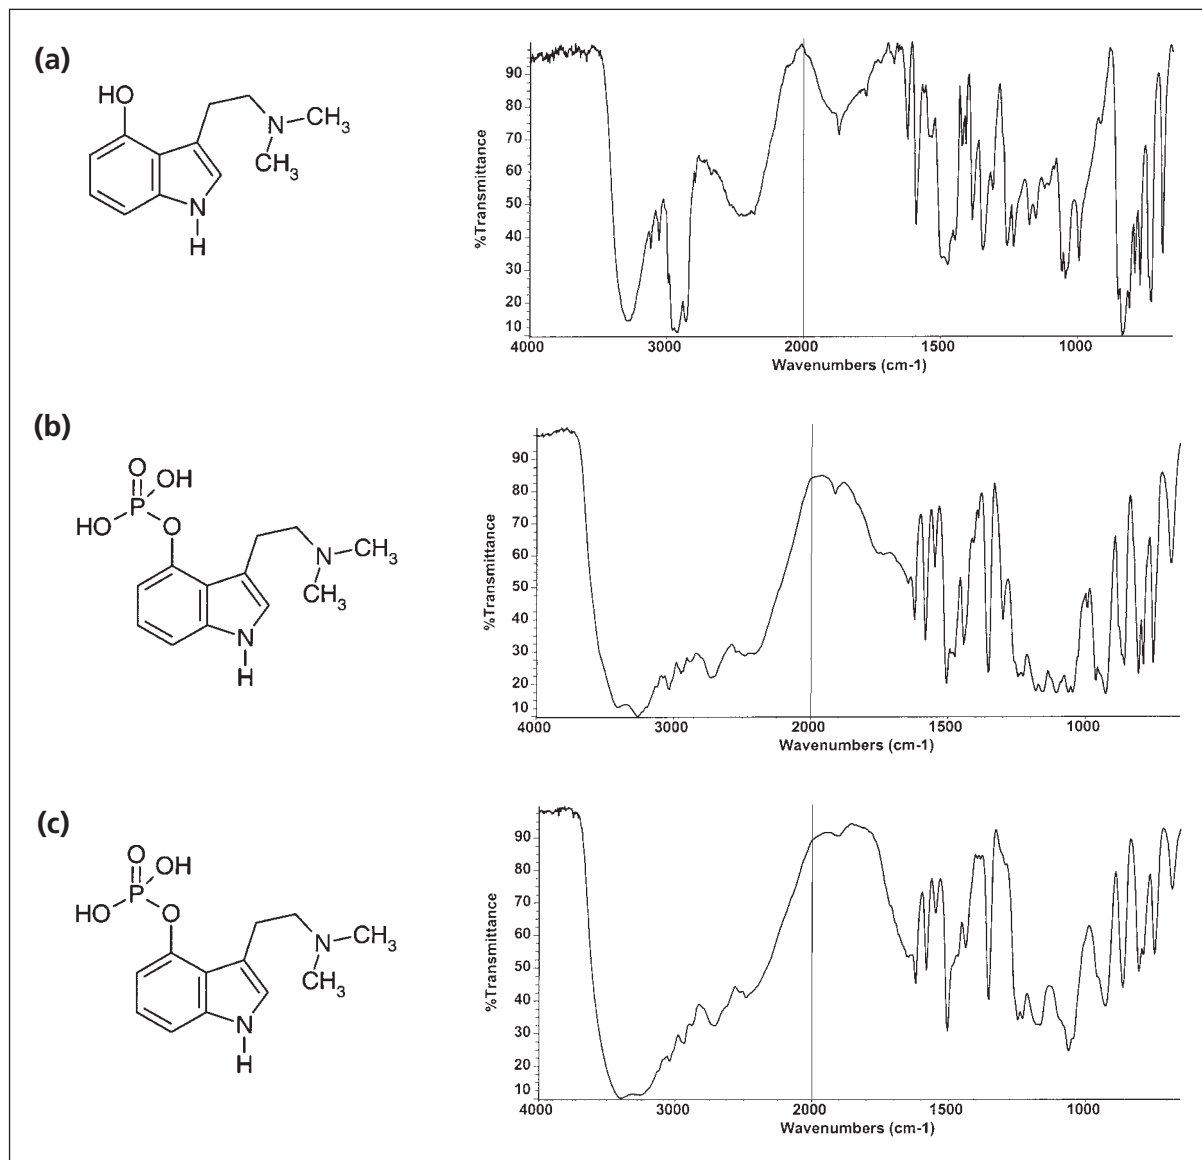 (a)
HO
N
CH3
CH3
N
H
%Transmittance
90
80
70
60
50
40
30
20
10
4000 3000 2000 1500 1000
Wavenumbers (cm-1)
(b)
O
OH
P
HO
O
N
CH3
CH3
N
H
%Transmittance
90
80
70
60
50
40
30
20
10
4000 3000 2000 1500 1000
Wavenumbers (cm-1)
(c)
O
OH
P
HO
O
N
CH3
CH3
N
H
%Transmittance
90
80
70
60
50
40
30
20
10
4000 3000 2000 1500 1000
Wavenumbers (cm-1)